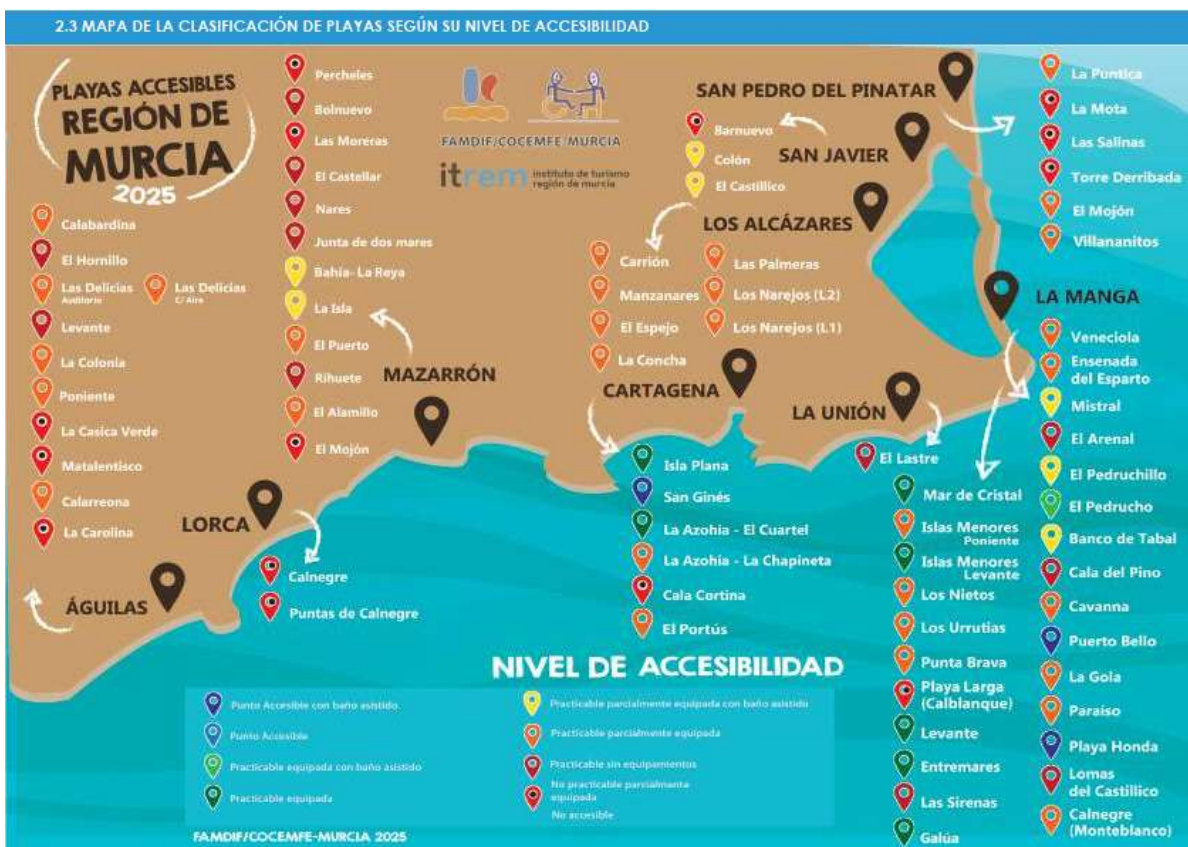 2.3 MAPA DE LA CLASIFICACIÓN DE PLAYAS SEGÚN SU NIVEL DE ACCESIBILIDAD
PLAYAS ACCESIBLES
REGIÓN DE
MURCIA
2025
Calabardina
El Hornillo
Las Delicias
Auditorio
Las Delicias
C/ Aire
Levante
La Colonia
Poniente
La Casica Verde
Matalentisco
Calarreona
La Carolina
Percheles
Bolnuevo
Las Moreras
El Castellar
Nares
Junta de dos mares
Bahía- La Reya
La Isla
El Puerto
Rihuete
El Alamillo
El Mojón
FAMDIF/COCEMFE/MURCIA
itrem
instituto de turismo
región de murcia
SAN PEDRO DEL PINATAR
Barnuevo
Colón
El Castillico
SAN JAVIER
LOS ALCÁZARES
Carrión
Manzanares
El Espejo
La Concha
Las Palmeras
Los Narejos (L2)
Los Narejos (L1)
La Puntica
La Mota
Las Salinas
Torre Derribada
El Mojón
Villananitos
LA MANGA
Veneciola
Ensenada
del Esparto
Mistral
El Arenal
El Pedruchillo
El Pedrucho
Banco de Tabal
Cala del Pino
Cavanna
Puerto Bello
La Gola
Paraíso
Playa Honda
Lomas
del Castillico
Calnegre
(Monteblanco)
MAZARRÓN
CARTAGENA
LA UNIÓN
El Lastre
Isla Plana
San Ginés
La Azohía - El Cuartel
La Azohía - La Chapineta
Cala Cortina
El Portús
Mar de Cristal
Islas Menores
Poniente
Islas Menores
Levante
Los Nietos
Los Urrutias
Punta Brava
Playa Larga
(Calblanque)
Levante
Entremares
Las Sirenas
Galúa
LORCA
Calnegre
Puntas de Calnegre
ÁGUILAS
NIVEL DE ACCESIBILIDAD
Punto Accesible con baño asistido
Punto Accesible
Practicable equipada con baño asistido
Practicable equipada
Practicable parcialmente equipada con baño asistido
Practicable parcialmente equipada
Practicable sin equipamientos
No practicable parcialmente
equipada
No accesible
FAMDIF/COCEMFE-MURCIA 2025